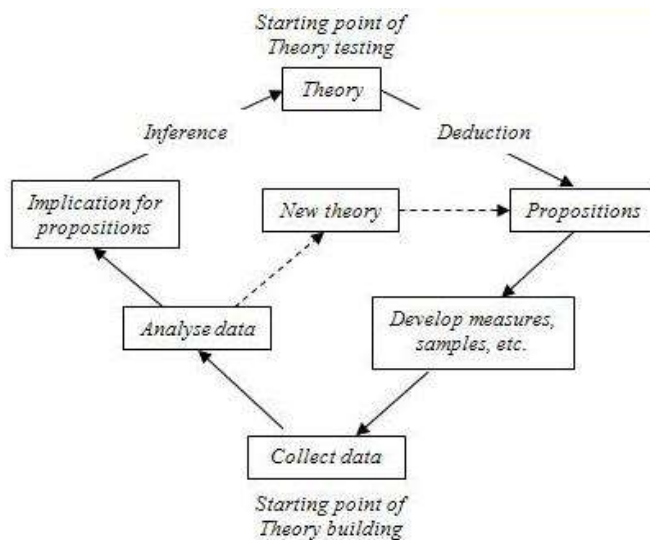 Starting point of
Theory testing
Theory
Inference
Deduction
Implication for
propositions
New theory
Propositions
Analyse data
Develop measures,
samples, etc.
Collect data
Starting point of
Theory building